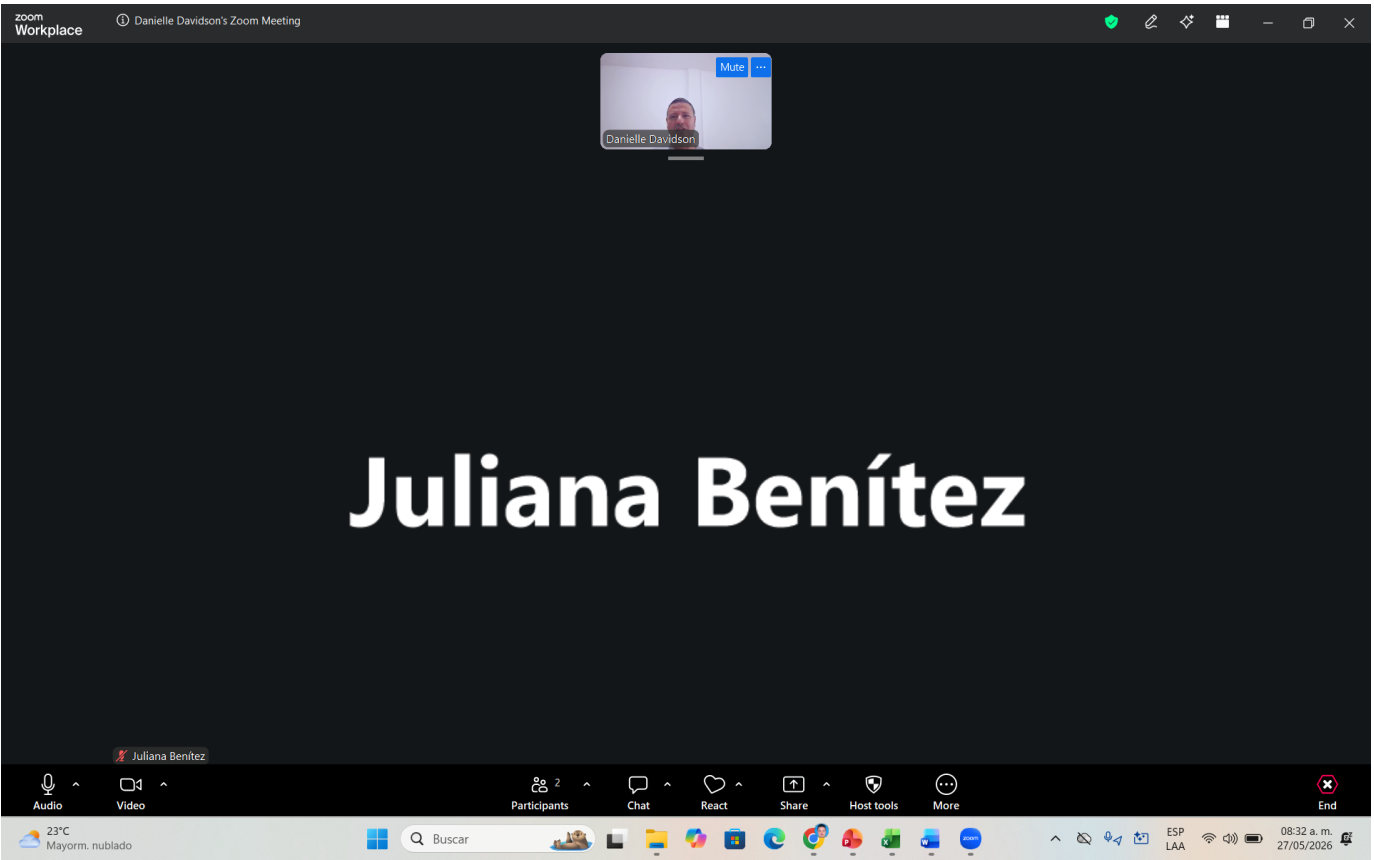 zoom
Workplace
Danielle Davidson's Zoom Meeting
Mute
Danielle Davidson
Juliana Benítez
Juliana Benítez
Audio
Video
2
Participants
Chat
React
Share
Host tools
More
End
23°C
Mayorm. nublado
Buscar
zoom
ESP
LAA
08:32 a. m.
27/05/2026